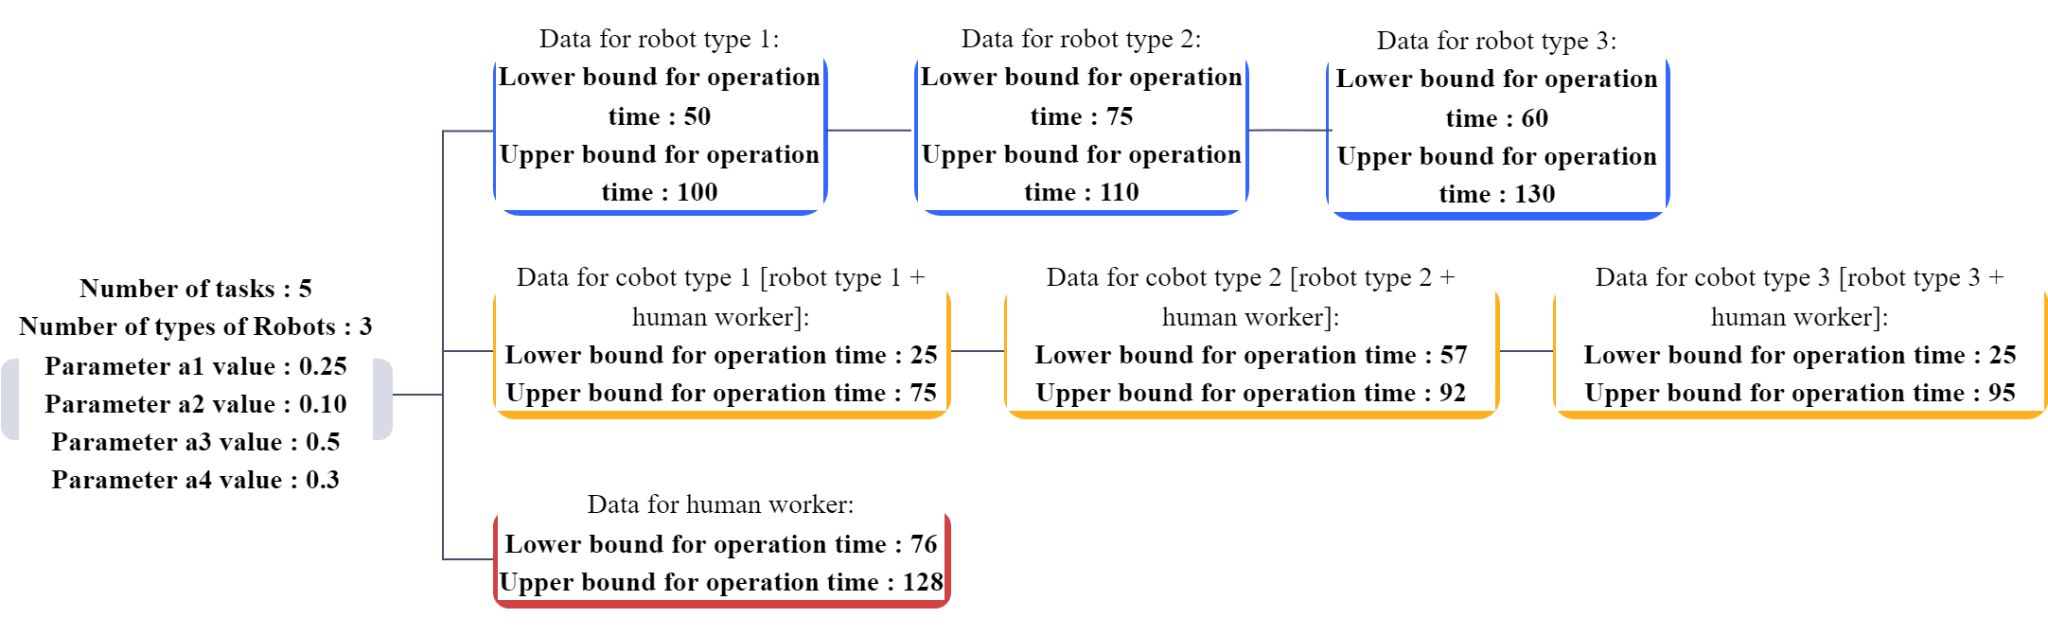 Number of tasks : 5
Number of types of Robots : 3
Parameter a1 value : 0.25
Parameter a2 value : 0.10
Parameter a3 value : 0.5
Parameter a4 value : 0.3
Data for robot type 1:
Lower bound for operation
time : 50
Upper bound for operation
time : 100
Data for robot type 2:
Lower bound for operation
time : 75
Upper bound for operation
time : 110
Data for robot type 3:
Lower bound for operation
time : 60
Upper bound for operation
time : 130
Data for cobot type 1 [robot type 1 +
human worker]:
Lower bound for operation time : 25
Upper bound for operation time : 75
Data for cobot type 2 [robot type 2 +
human worker]:
Lower bound for operation time : 57
Upper bound for operation time : 92
Data for cobot type 3 [robot type 3 +
human worker]:
Lower bound for operation time : 25
Upper bound for operation time : 95
Data for human worker:
Lower bound for operation time : 76
Upper bound for operation time : 128